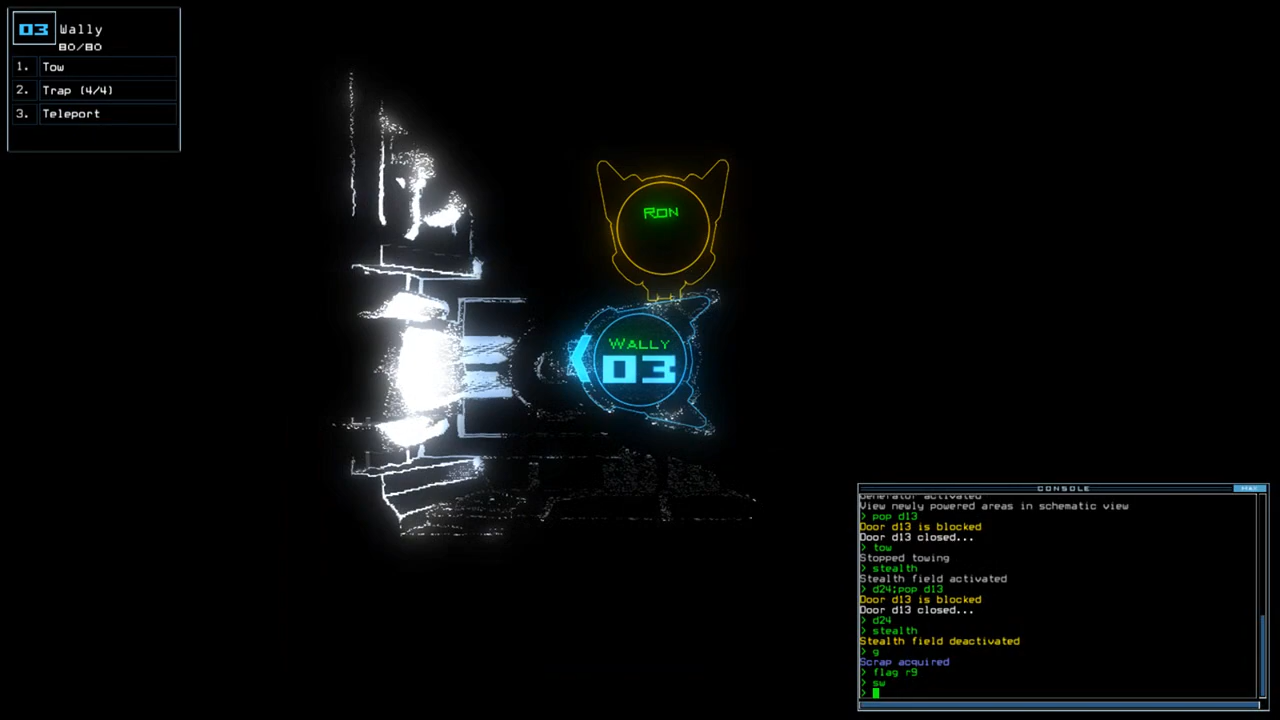 03 Wally
80/80
1. Tow
2. Trap (4/4)
3. Teleport
Ron
Wally
03
CONSOLE
Generator activated
View newly powered areas in schematic view
> pop d13
Door d13 is blocked
Door d13 closed...
> tow
Stopped towing
> stealth
Stealth field activated
> d24;pop d13
Door d13 is blocked
Door d13 closed...
> d24
> stealth
Stealth field deactivated
> g
Scrap acquired
> flag r9
> sw
>